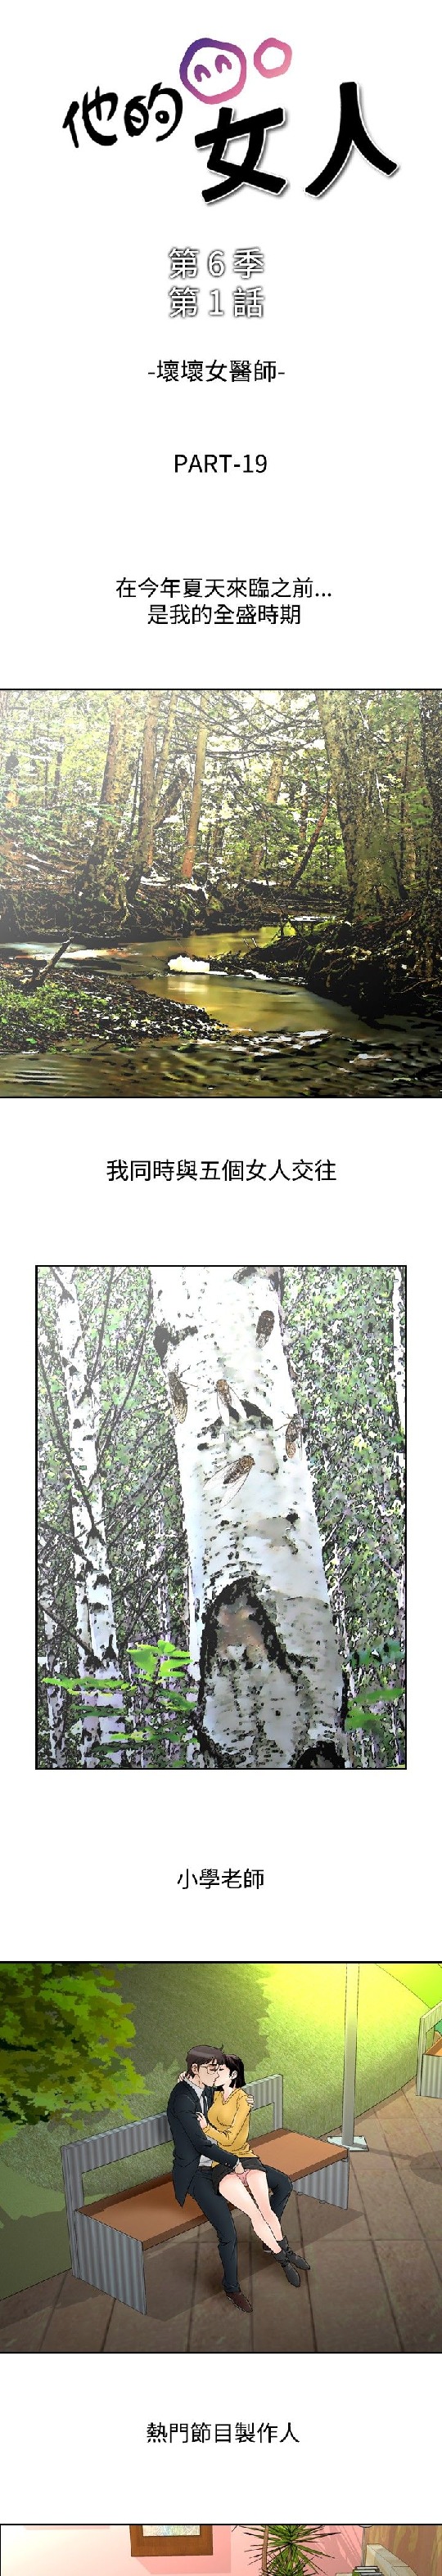 他的女人
第6季
第1話
-壞壞女醫師-
PART-19
在今年夏天來臨之前...
是我的全盛時期
我同時與五個女人交往
小學老師
熱門節目製作人